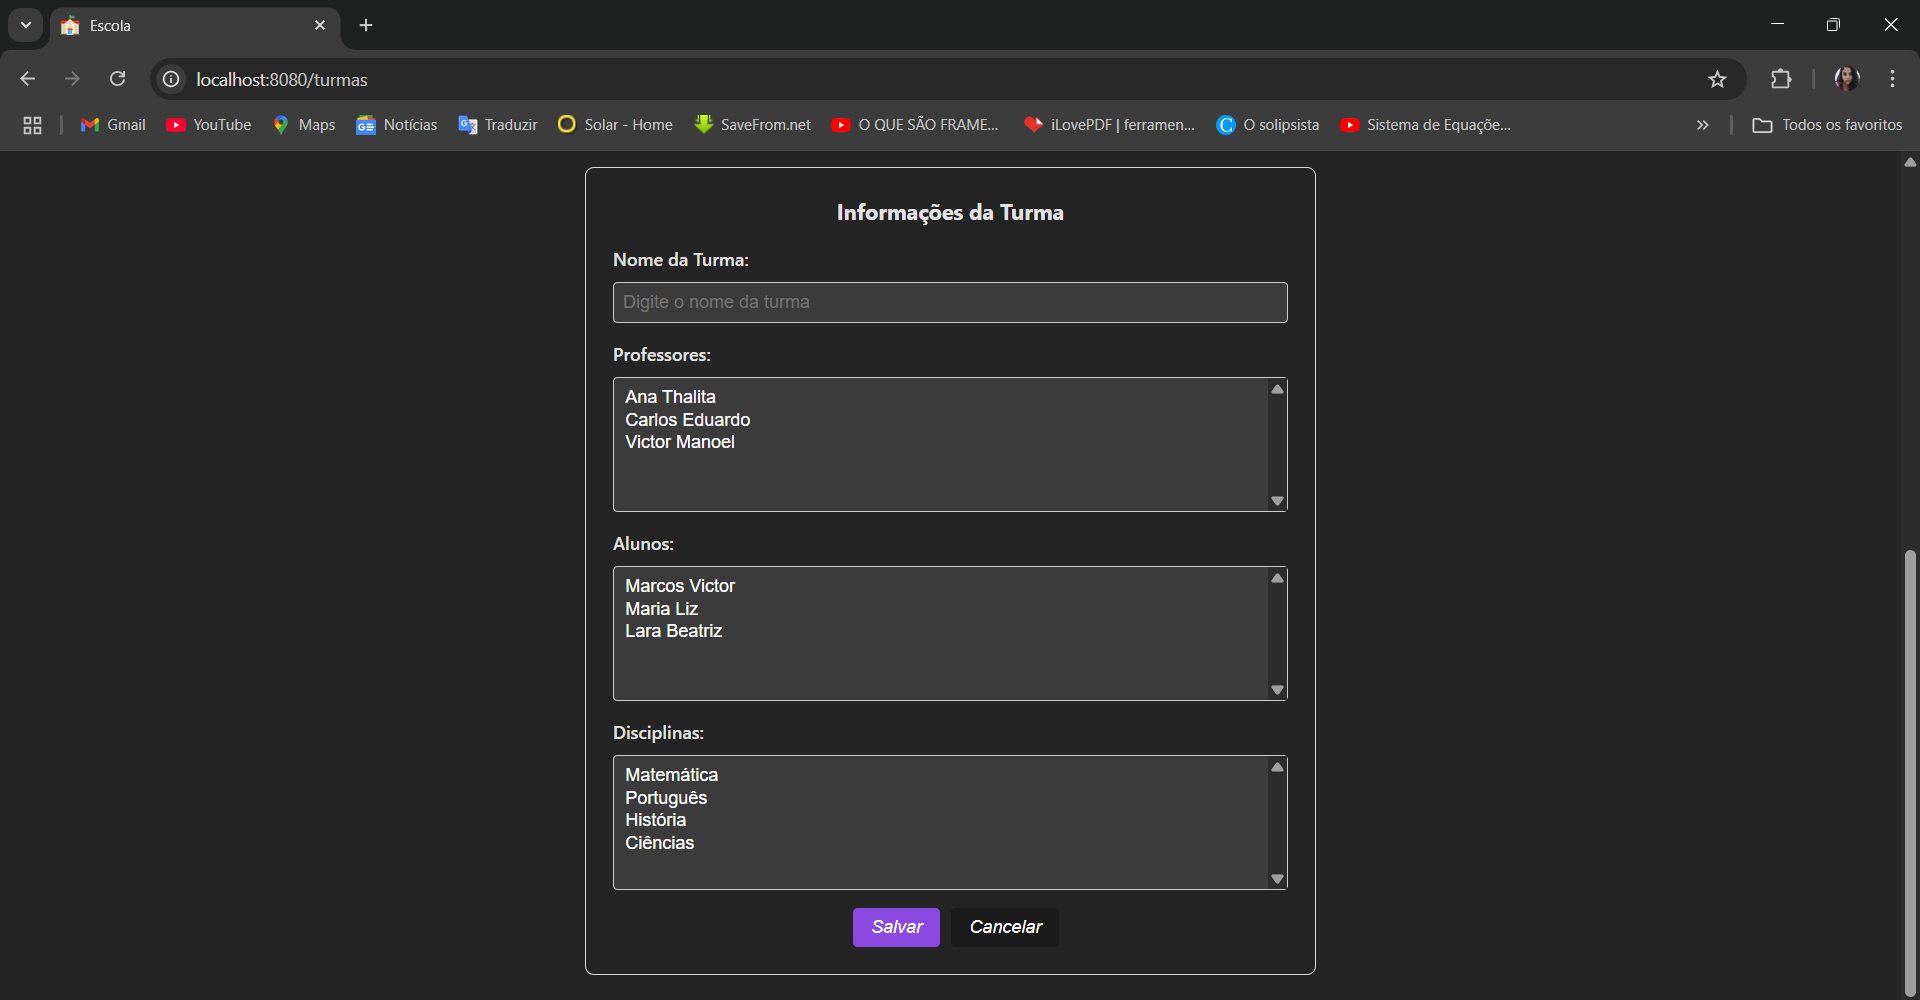 Escola
localhost:8080/turmas
Gmail YouTube Maps Notícias Traduzir Solar - Home SaveFrom.net O QUE SÃO FRAME... iLovePDF | ferramen... O solipsista Sistema de Equaçõe... Todos os favoritos
Informações da Turma
Nome da Turma:
Digite o nome da turma
Professores:
Ana Thalita
Carlos Eduardo
Victor Manoel
Alunos:
Marcos Victor
Maria Liz
Lara Beatriz
Disciplinas:
Matemática
Português
História
Ciências
Salvar Cancelar